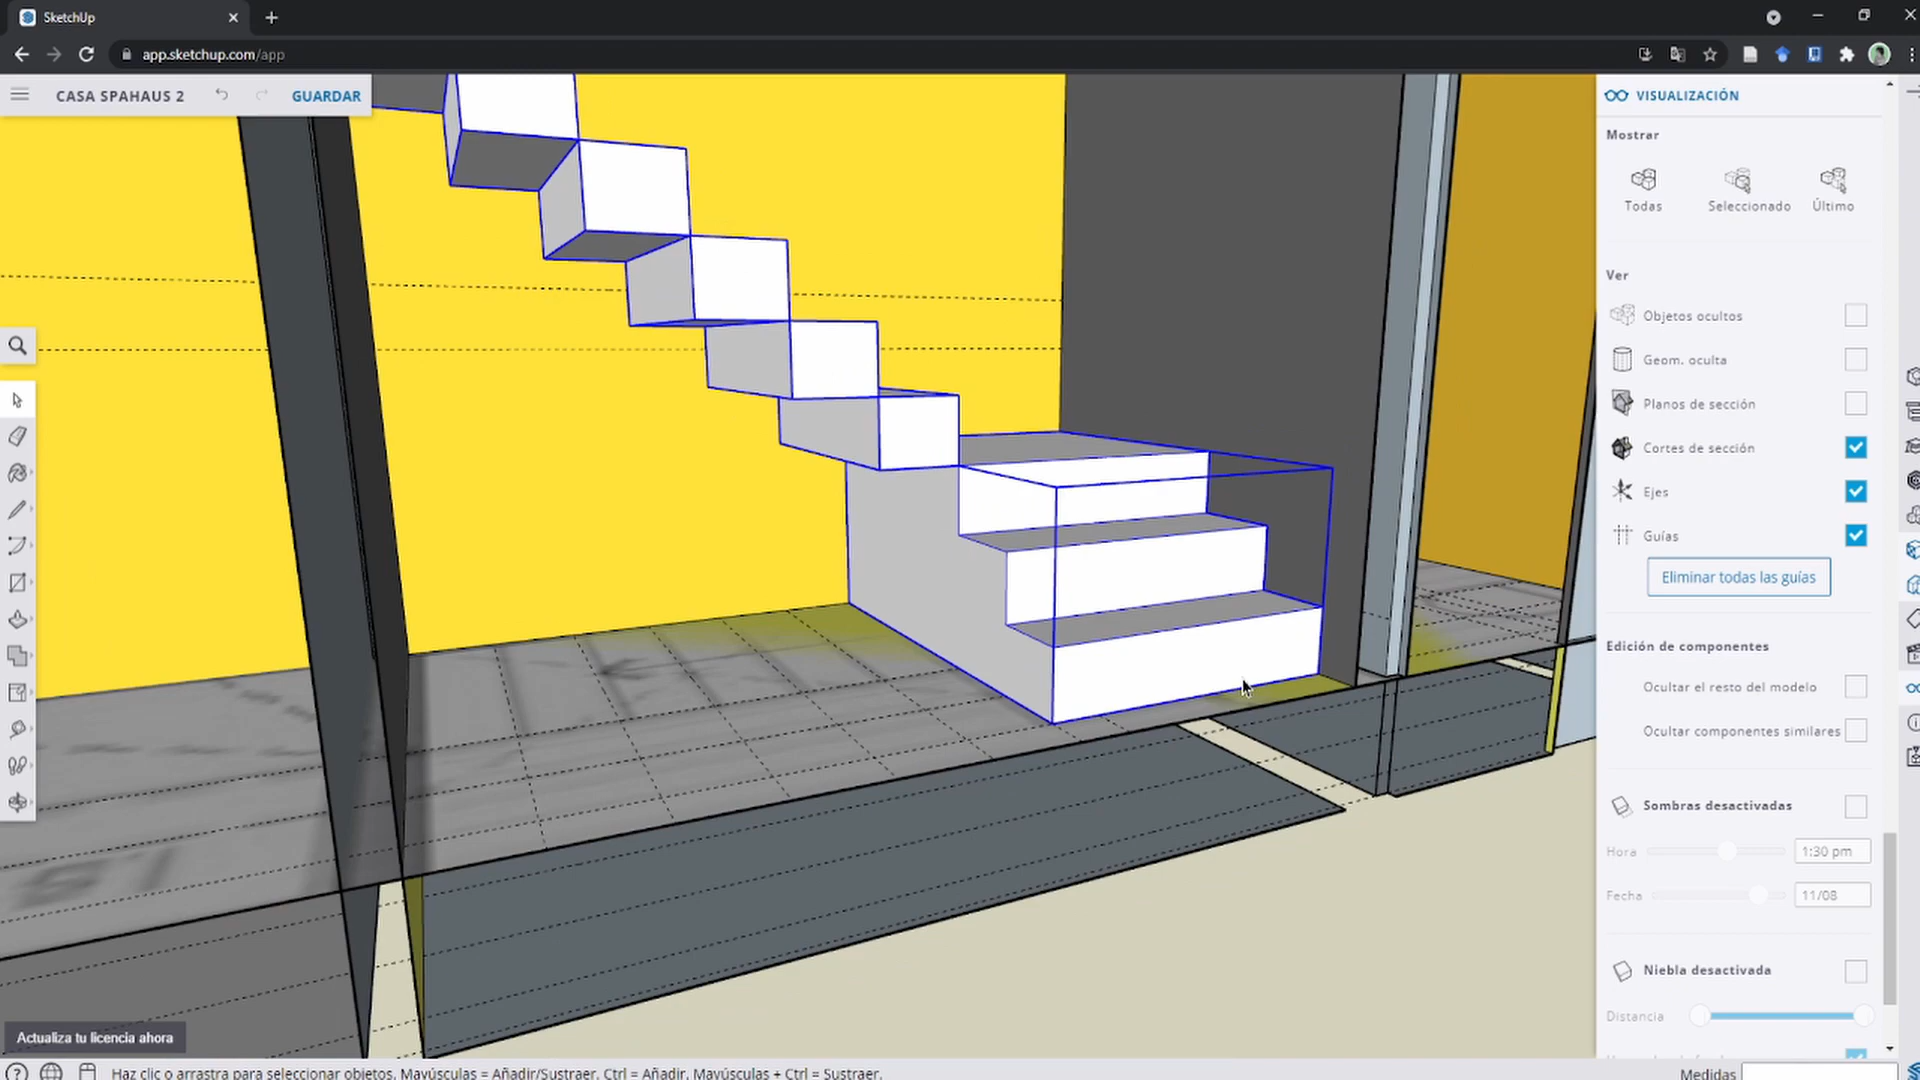 SketchUp
app.sketchup.com/app
CASA SPAHAUS 2
GUARDAR
VISUALIZACIÓN
Mostrar
Todas
Seleccionado
Último
Ver
Objetos ocultos
Geom. oculta
Planos de sección
Cortes de sección
Ejes
Guías
Eliminar todas las guías
Edición de componentes
Ocultar el resto del modelo
Ocultar componentes similares
Sombras desactivadas
Hora
1:30 pm
Fecha
11/08
Niebla desactivada
Distancia
Actualiza tu licencia ahora
Haz clic o arrastra para seleccionar objetos. Mayúsculas = Añadir/Sustraer. Ctrl = Añadir. Mayúsculas + Ctrl = Sustraer.
Medidas